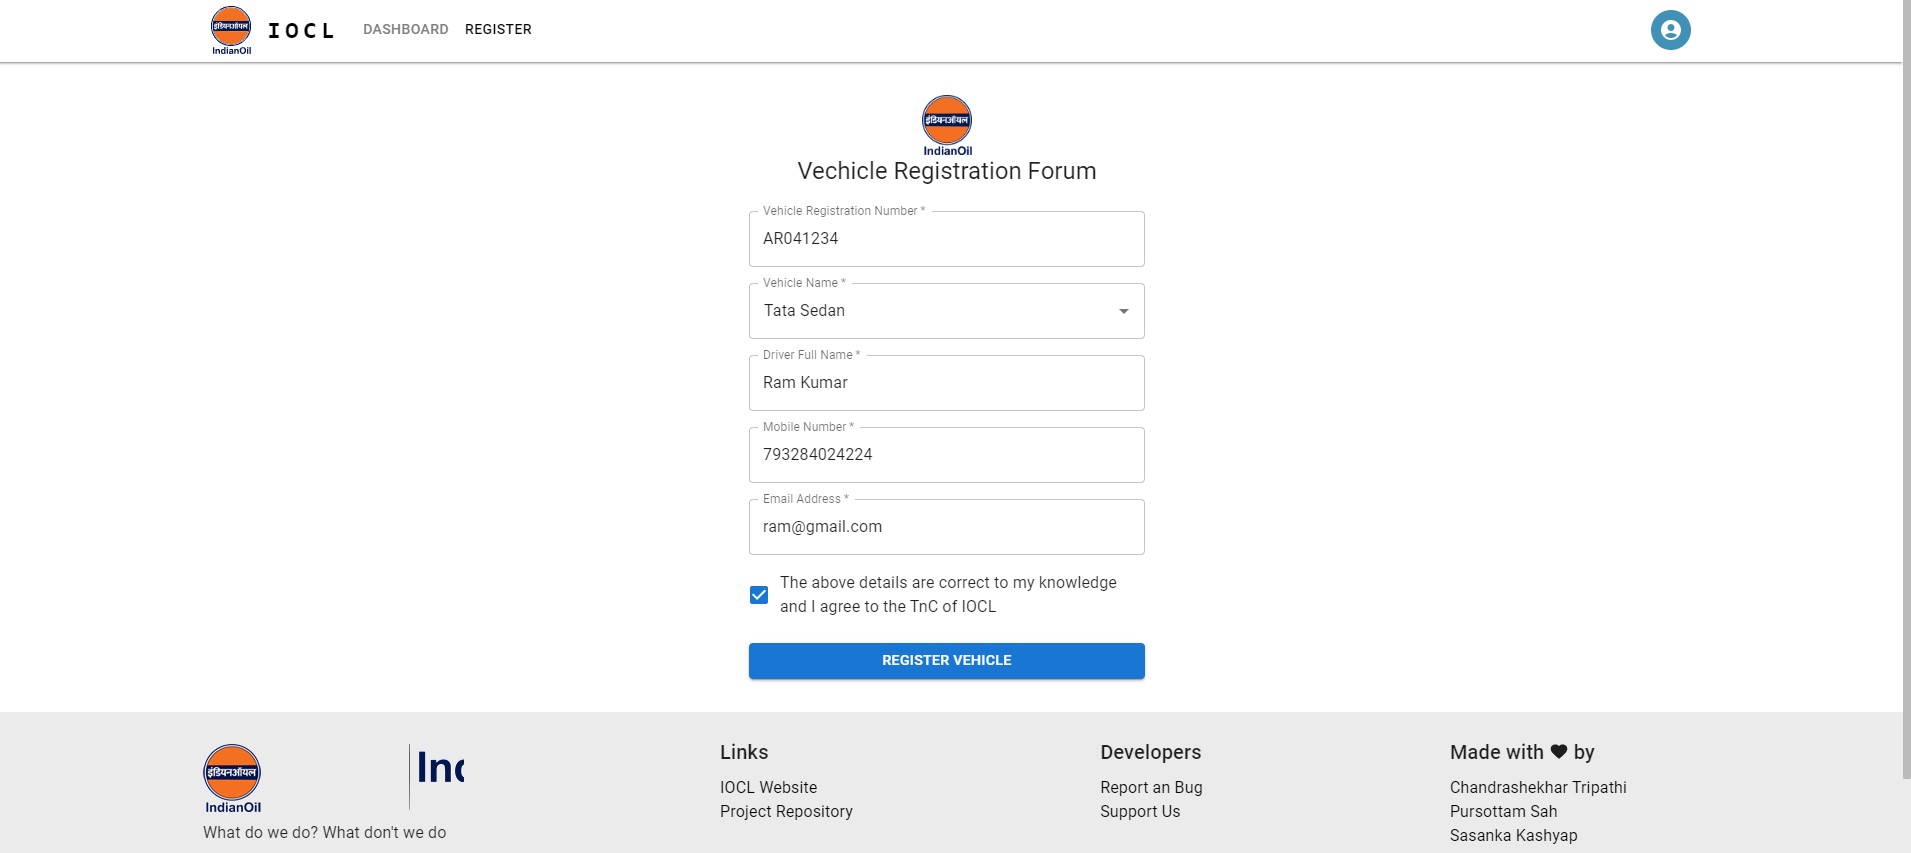 इंडियनऑयल
IndianOil
IOCL
DASHBOARD
REGISTER
इंडियनऑयल
IndianOil
Vechicle Registration Forum
Vehicle Registration Number *
AR041234
Vehicle Name *
Tata Sedan
Driver Full Name *
Ram Kumar
Mobile Number *
793284024224
Email Address *
ram@gmail.com
The above details are correct to my knowledge
and I agree to the TnC of IOCL
REGISTER VEHICLE
इंडियनऑयल
IndianOil
What do we do? What don't we do
Links
IOCL Website
Project Repository
Developers
Report an Bug
Support Us
Made with ♥ by
Chandrashekhar Tripathi
Pursottam Sah
Sasanka Kashyap